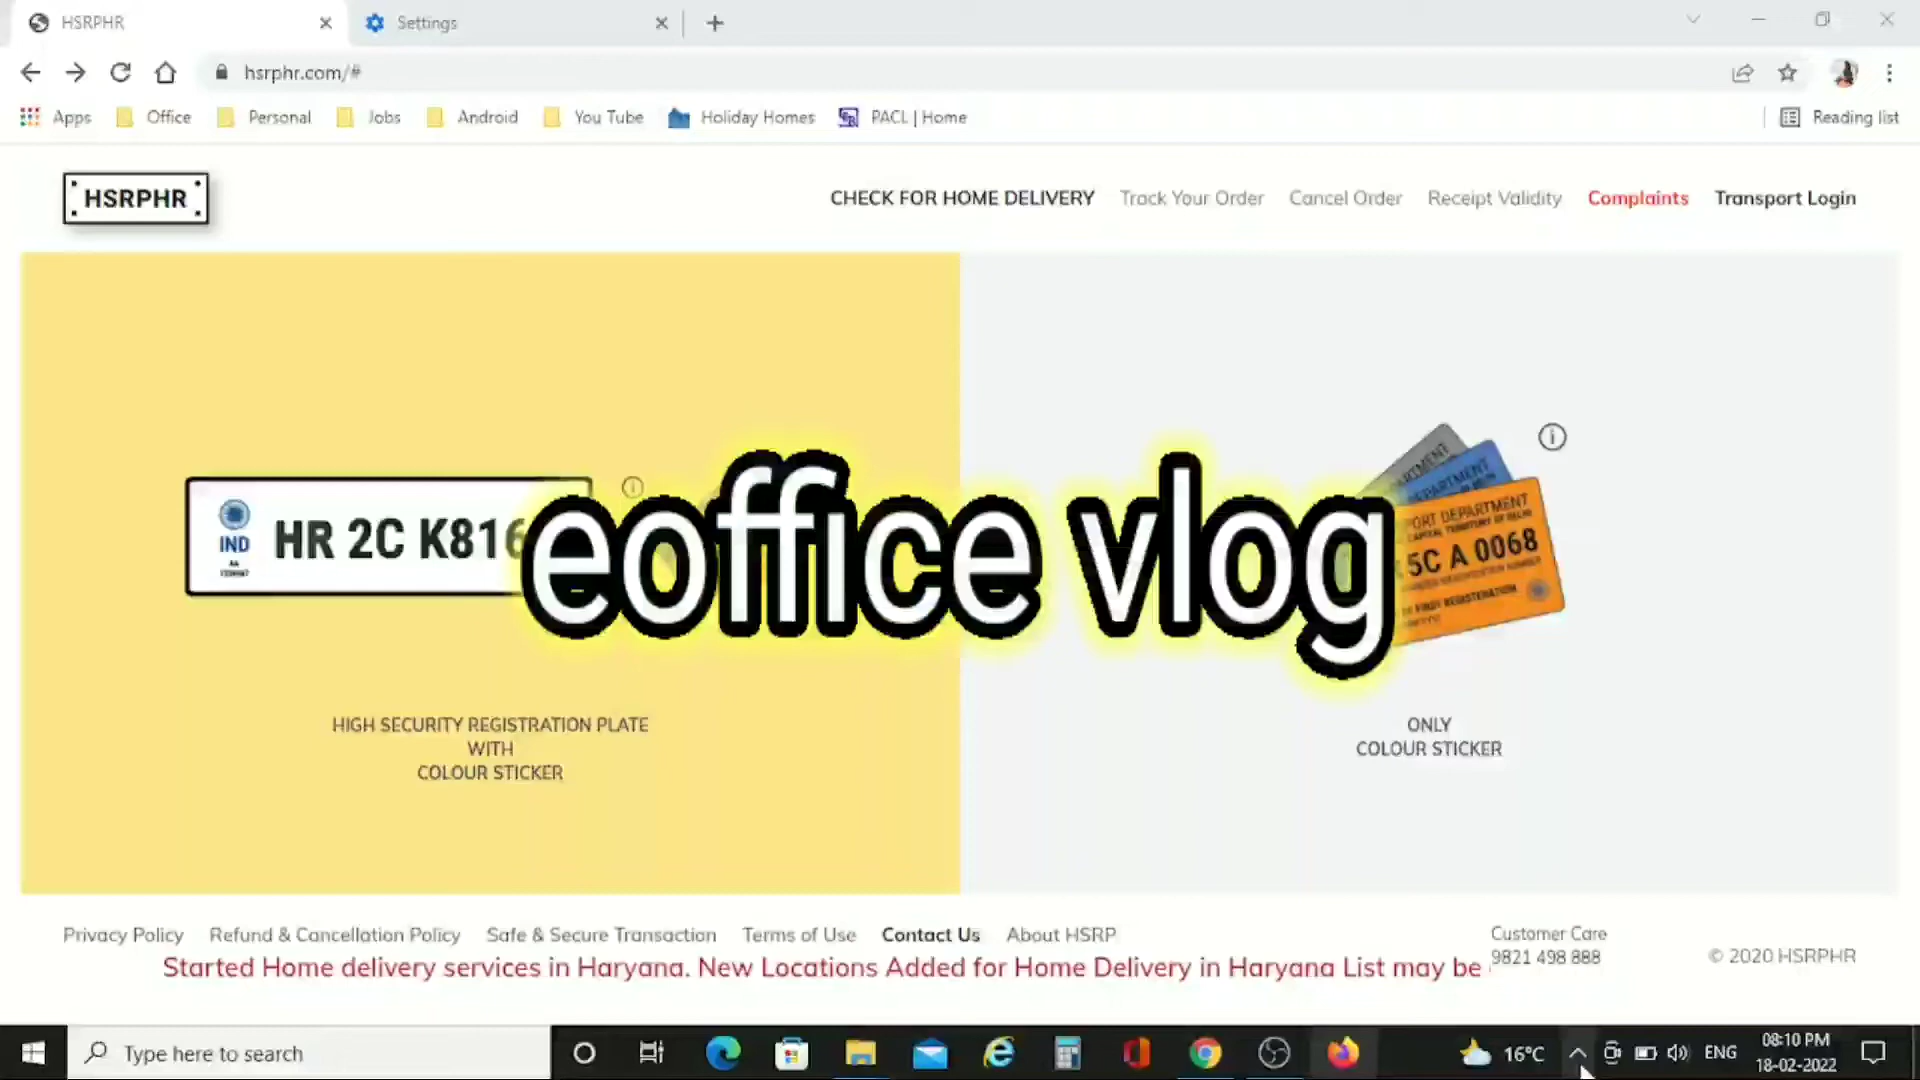 HSRPHR
Settings
hsrphr.com/#
Apps Office Personal Jobs Android You Tube Holiday Homes PACL | Home Reading list
HSRPHR
CHECK FOR HOME DELIVERY Track Your Order Cancel Order Receipt Validity Complaints Transport Login
IND
HR 2C K816
eoffice vlog
PORT DEPARTMENT
5C A 0068
HIGH SECURITY REGISTRATION PLATE
WITH
COLOUR STICKER
ONLY
COLOUR STICKER
Privacy Policy Refund & Cancellation Policy Safe & Secure Transaction Terms of Use Contact Us About HSRP
Customer Care
9821 498 888
© 2020 HSRPHR
Started Home delivery services in Haryana. New Locations Added for Home Delivery in Haryana List may be
Type here to search
16°C
ENG
08:10 PM
18-02-2022